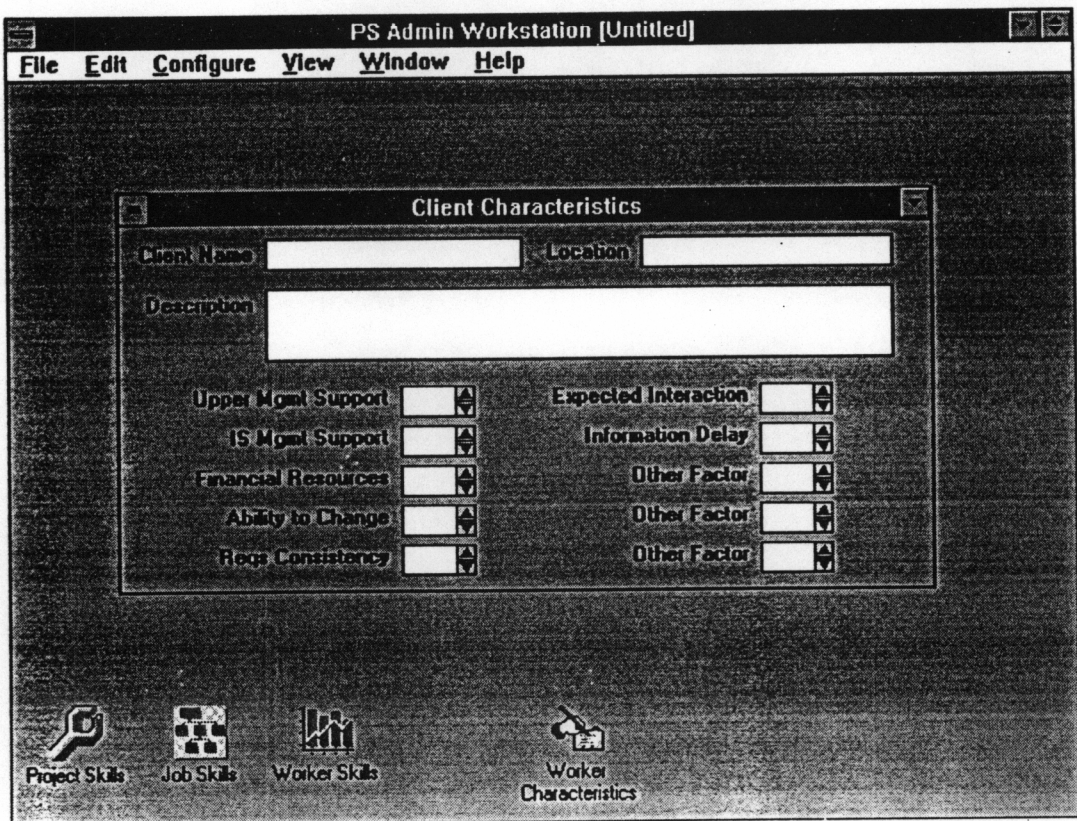 PS Admin Workstation [Untitled]
File Edit Configure View Window Help
Client Characteristics
Client Name Location
Description
Upper Mgmt Support Expected Interaction
IS Mgmt Support Information Delay
Financial Resources Other Factor
Ability to Change Other Factor
Reqs Consistency Other Factor
Project Skills Job Skills Worker Skills Worker
Characteristics